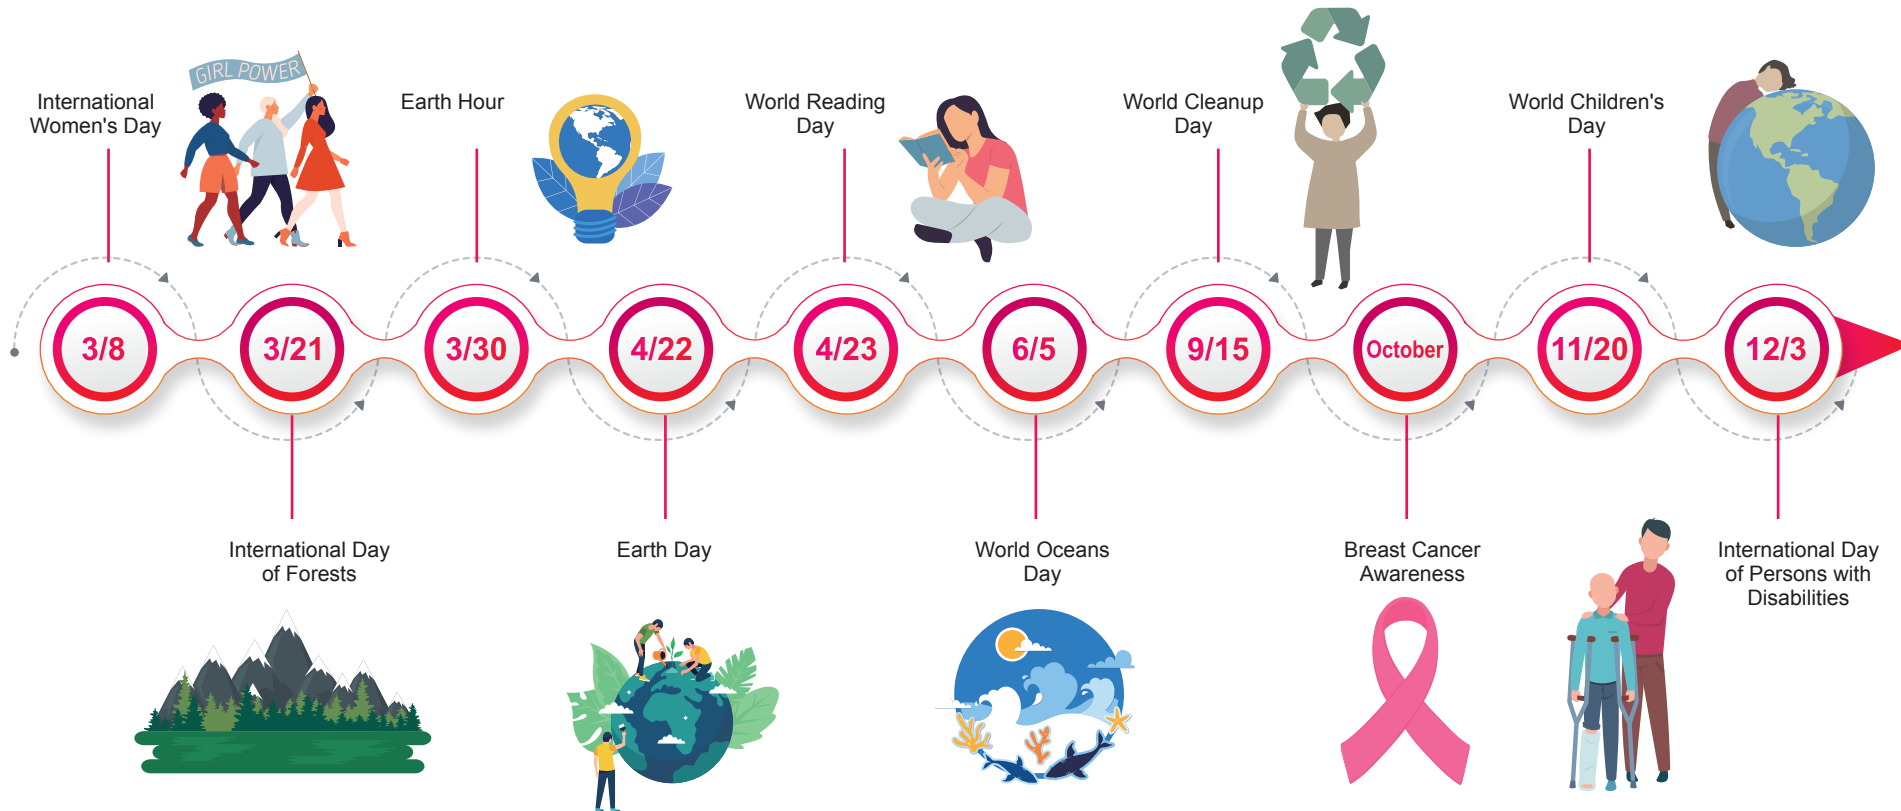 GIRL POWER
International
Women's Day
Earth Hour
World Reading
Day
World Cleanup
Day
World Children's
Day
3/8
3/21
3/30
4/22
4/23
6/5
9/15
October
11/20
12/3
International Day
of Forests
Earth Day
World Oceans
Day
Breast Cancer
Awareness
International Day
of Persons with
Disabilities